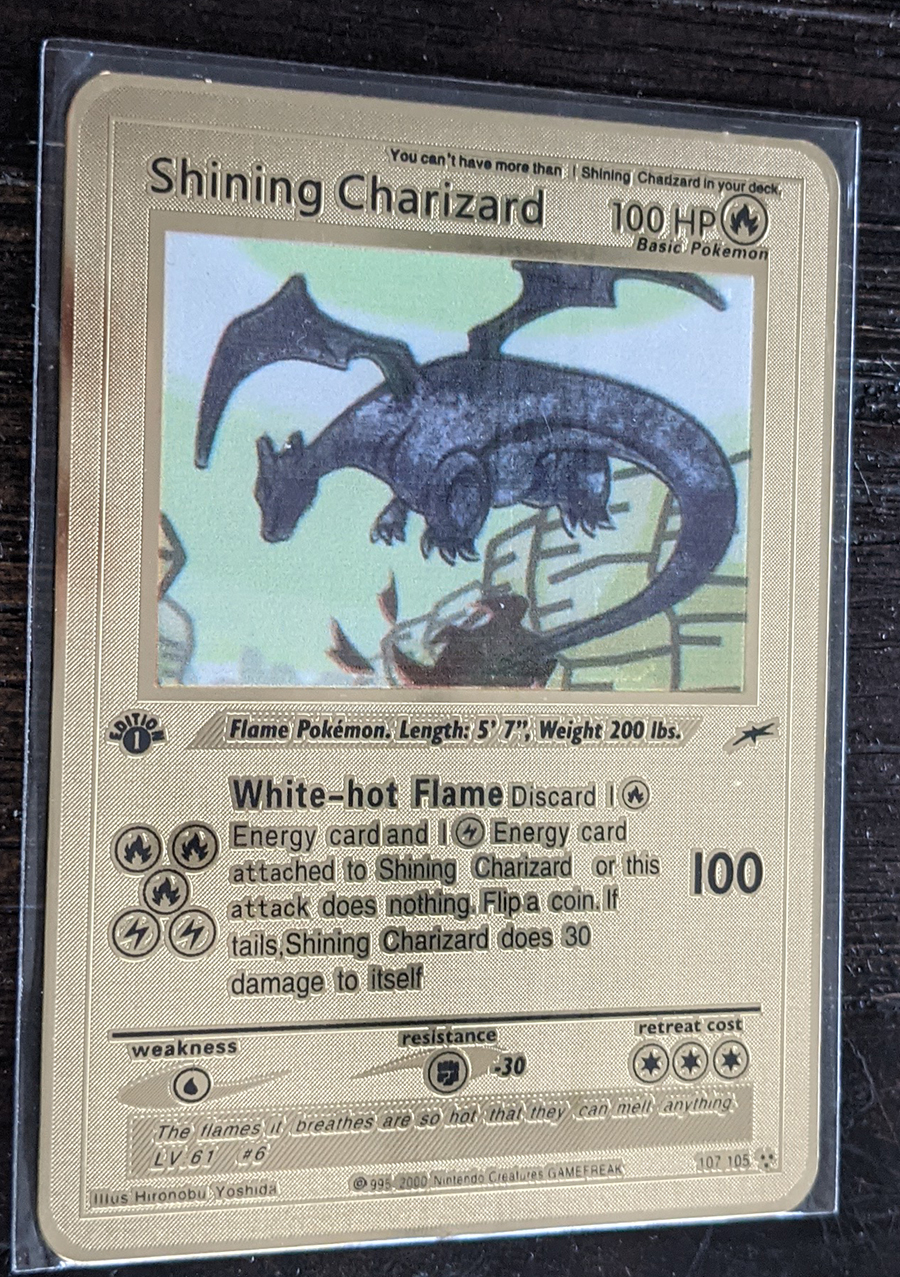 You can't have more than 1 Shining Charizard in your deck.
Shining Charizard 100 HP
Basic Pokemon
EDITION 1
Flame Pokémon. Length: 5' 7", Weight 200 lbs.
White-hot Flame Discard 1
Energy card and 1 Energy card
attached to Shining Charizard or this
attack does nothing. Flip a coin. If
tails, Shining Charizard does 30
damage to itself
100
weakness
resistance
retreat cost
-30
The flames it breathes are so hot that they can melt anything.
LV 61 #6
Illus Hironobu Yoshida
© 995, 2000 Nintendo Creatures GAMEFREAK
107 105